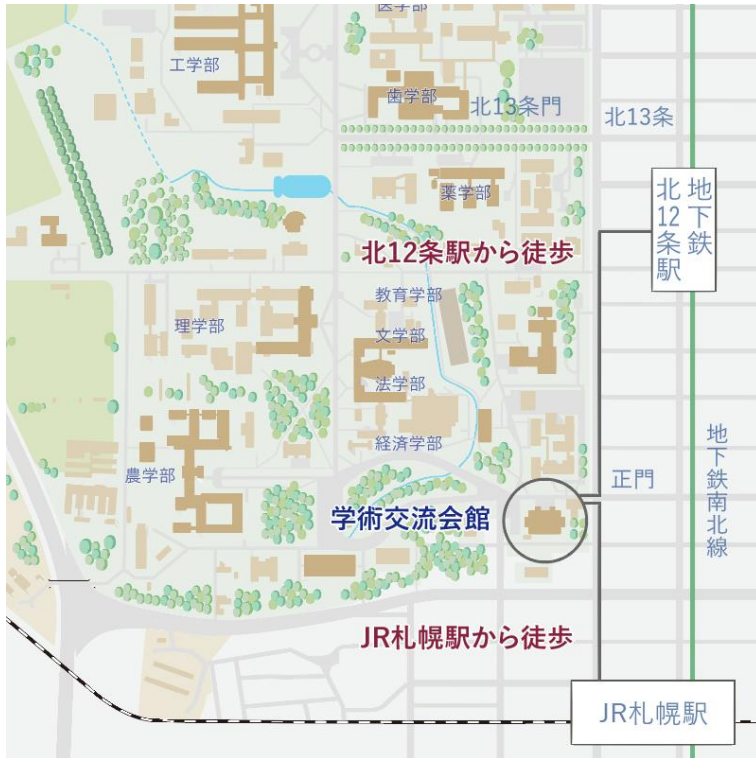 医学部
工学部
歯学部
北13条門
北13条
薬学部
地下鉄
北12条駅
北12条駅から徒歩
教育学部
理学部
文学部
法学部
経済学部
地下鉄南北線
農学部
正門
学術交流会館
JR札幌駅から徒歩
JR札幌駅